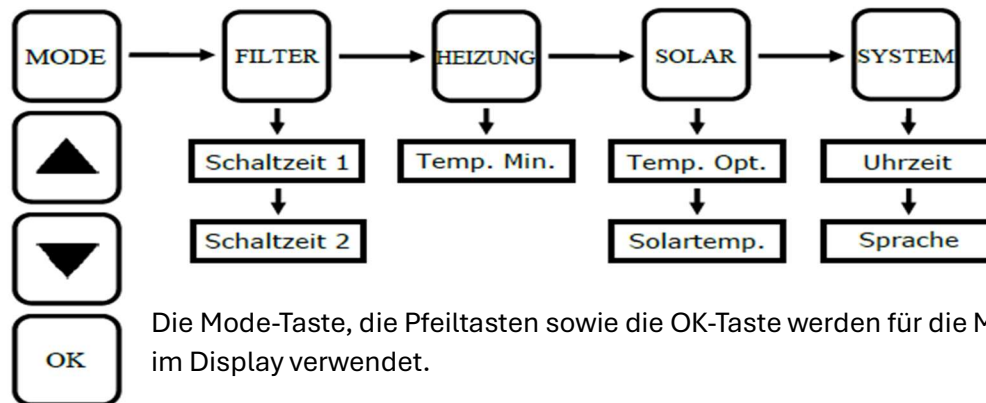 MODE
FILTER
HEIZUNG
SOLAR
SYSTEM
Schaltzeit 1
Temp. Min.
Temp. Opt.
Uhrzeit
Schaltzeit 2
Solartemp.
Sprache
Die Mode-Taste, die Pfeiltasten sowie die OK-Taste werden für die
im Display verwendet.
OK